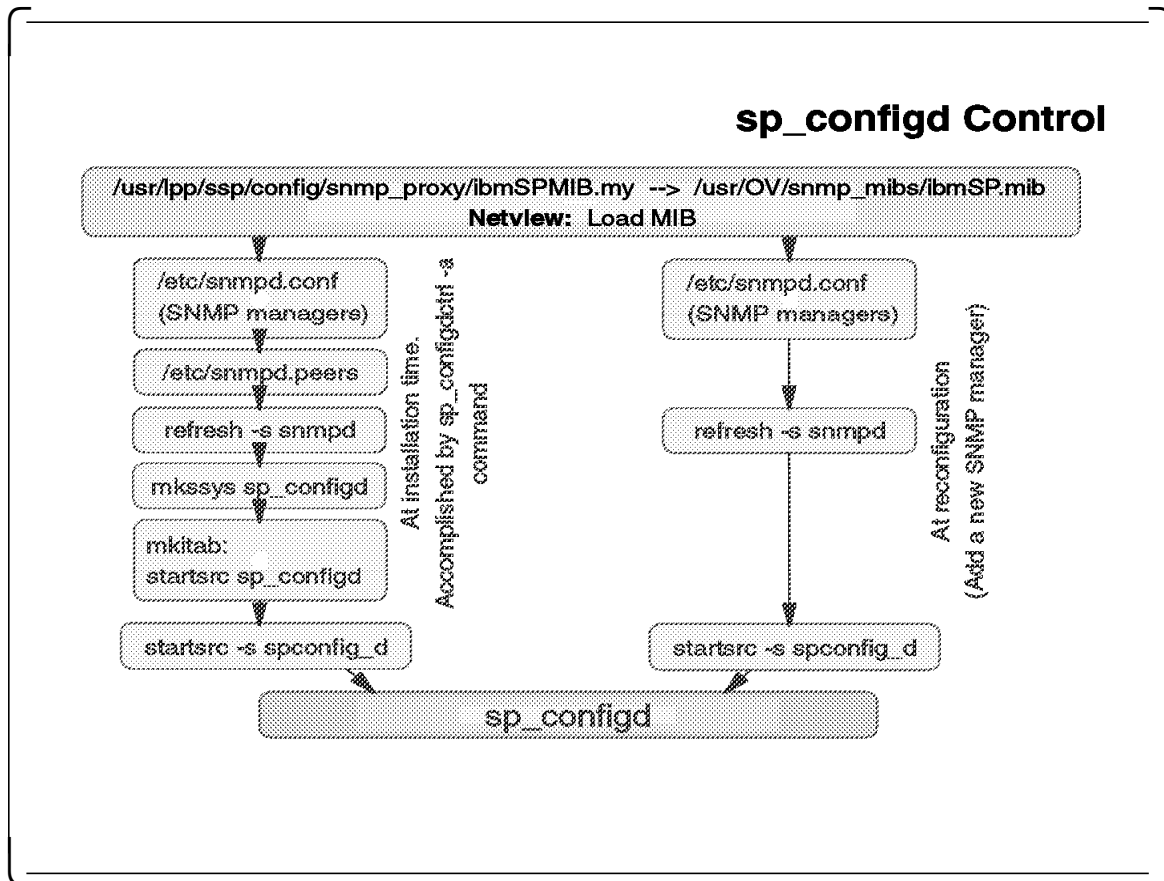 sp_configd Control
/usr/lpp/ssp/config/snmp_proxy/ibmSPMIB.my --> /usr/OV/snmp_mibs/ibmSP.mib
Netview: Load MIB
/etc/snmpd.conf
(SNMP managers)
/etc/snmpd.peers
refresh -s snmpd
mkssys sp_configd
mkitab:
startsrc sp_configd
startsrc -s spconfig_d
At installation time.
Accomplished by sp_configdctrl -a
command
/etc/snmpd.conf
(SNMP managers)
refresh -s snmpd
startsrc -s spconfig_d
At reconfiguration
(Add a new SNMP manager)
sp_configd